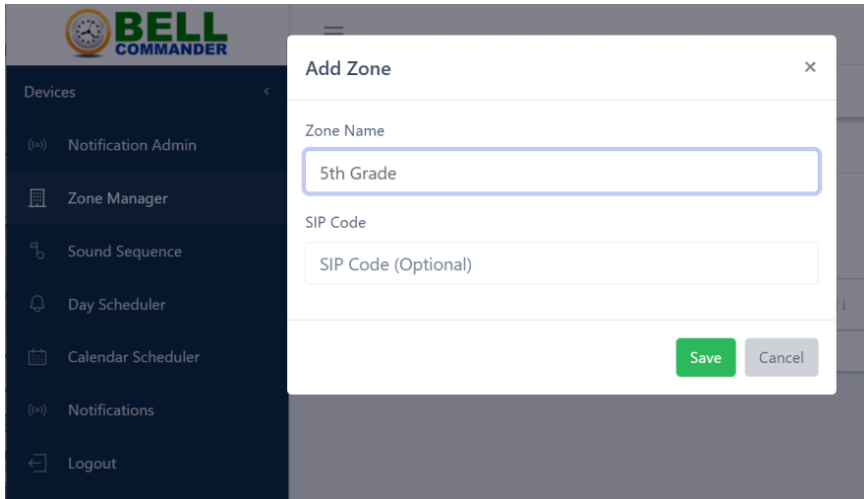 BELL
COMMANDER
Devices
Notification Admin
Zone Manager
Sound Sequence
Day Scheduler
Calendar Scheduler
Notifications
Logout
Add Zone
×
Zone Name
5th Grade
SIP Code
SIP Code (Optional)
Save
Cancel